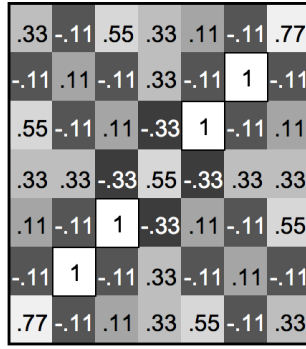 .33 -.11 .55 .33 .11 -.11 .77
-.11 .11 -.11 .33 -.11 1 -.11
.55 -.11 .11 -.33 1 -.11 .11
.33 .33 -.33 .55 -.33 .33 .33
.11 -.11 1 -.33 .11 -.11 .55
-.11 1 -.11 .33 -.11 .11 -.11
.77 -.11 .11 .33 .55 -.11 .33